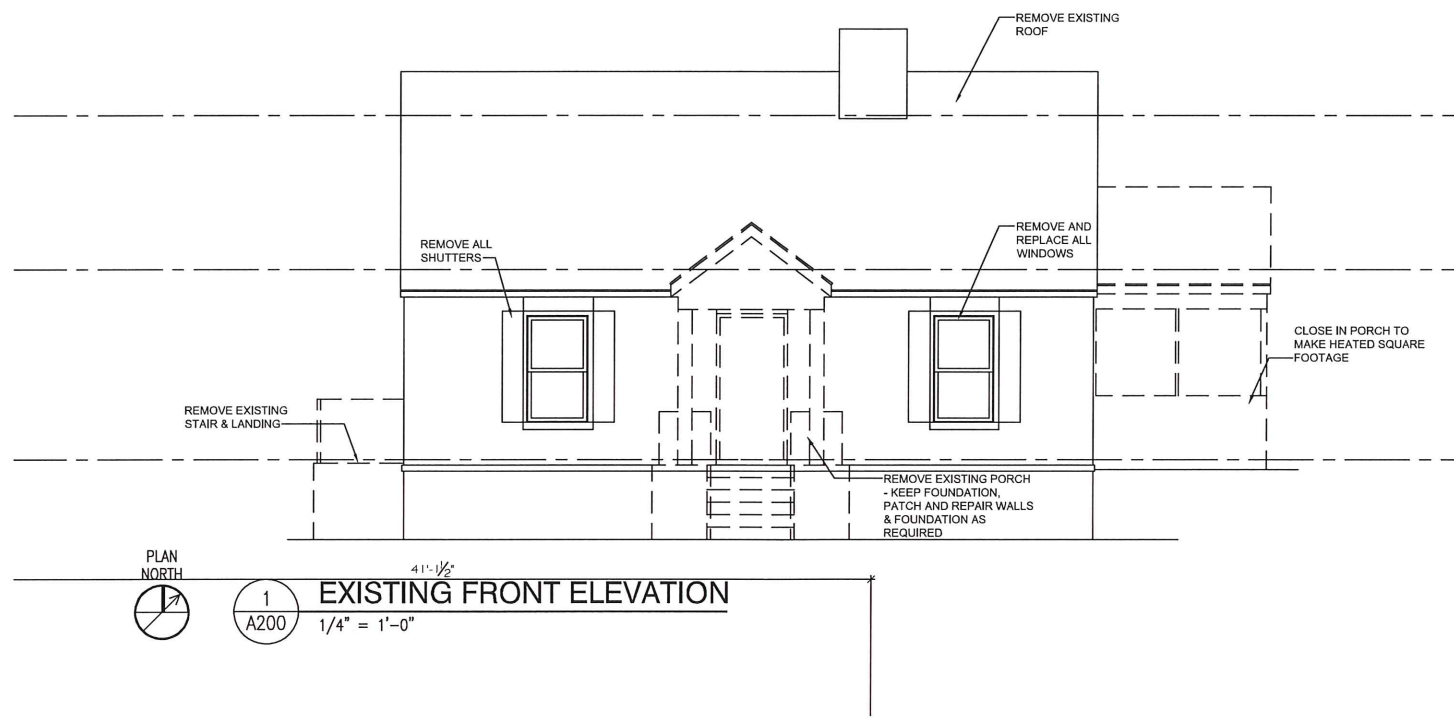 REMOVE EXISTING
ROOF
REMOVE ALL
SHUTTERS
REMOVE AND
REPLACE ALL
WINDOWS
CLOSE IN PORCH TO
MAKE HEATED SQUARE
FOOTAGE
REMOVE EXISTING
STAIR & LANDING
REMOVE EXISTING PORCH
- KEEP FOUNDATION,
PATCH AND REPAIR WALLS
& FOUNDATION AS
REQUIRED
PLAN
NORTH
41'-1½"
1
A200
EXISTING FRONT ELEVATION
1/4" = 1'-0"